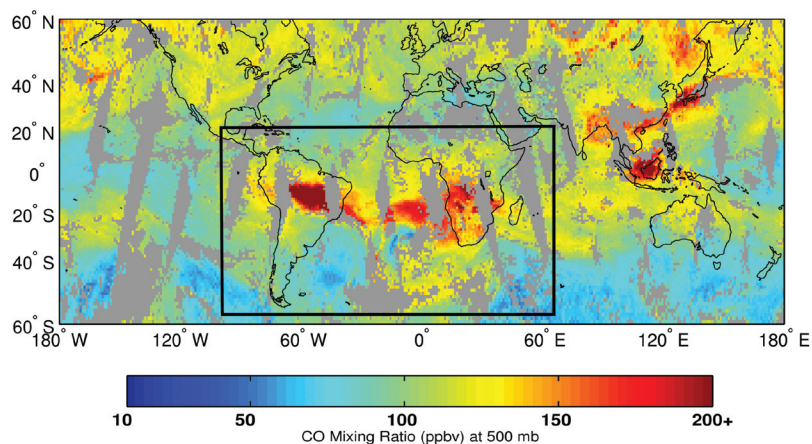 60° N
40° N
20° N
0°
20° S
40° S
60° S
180° W 120° W 60° W 0° 60° E 120° E 180° E
10 50 100 150 200+
CO Mixing Ratio (ppbv) at 500 mb